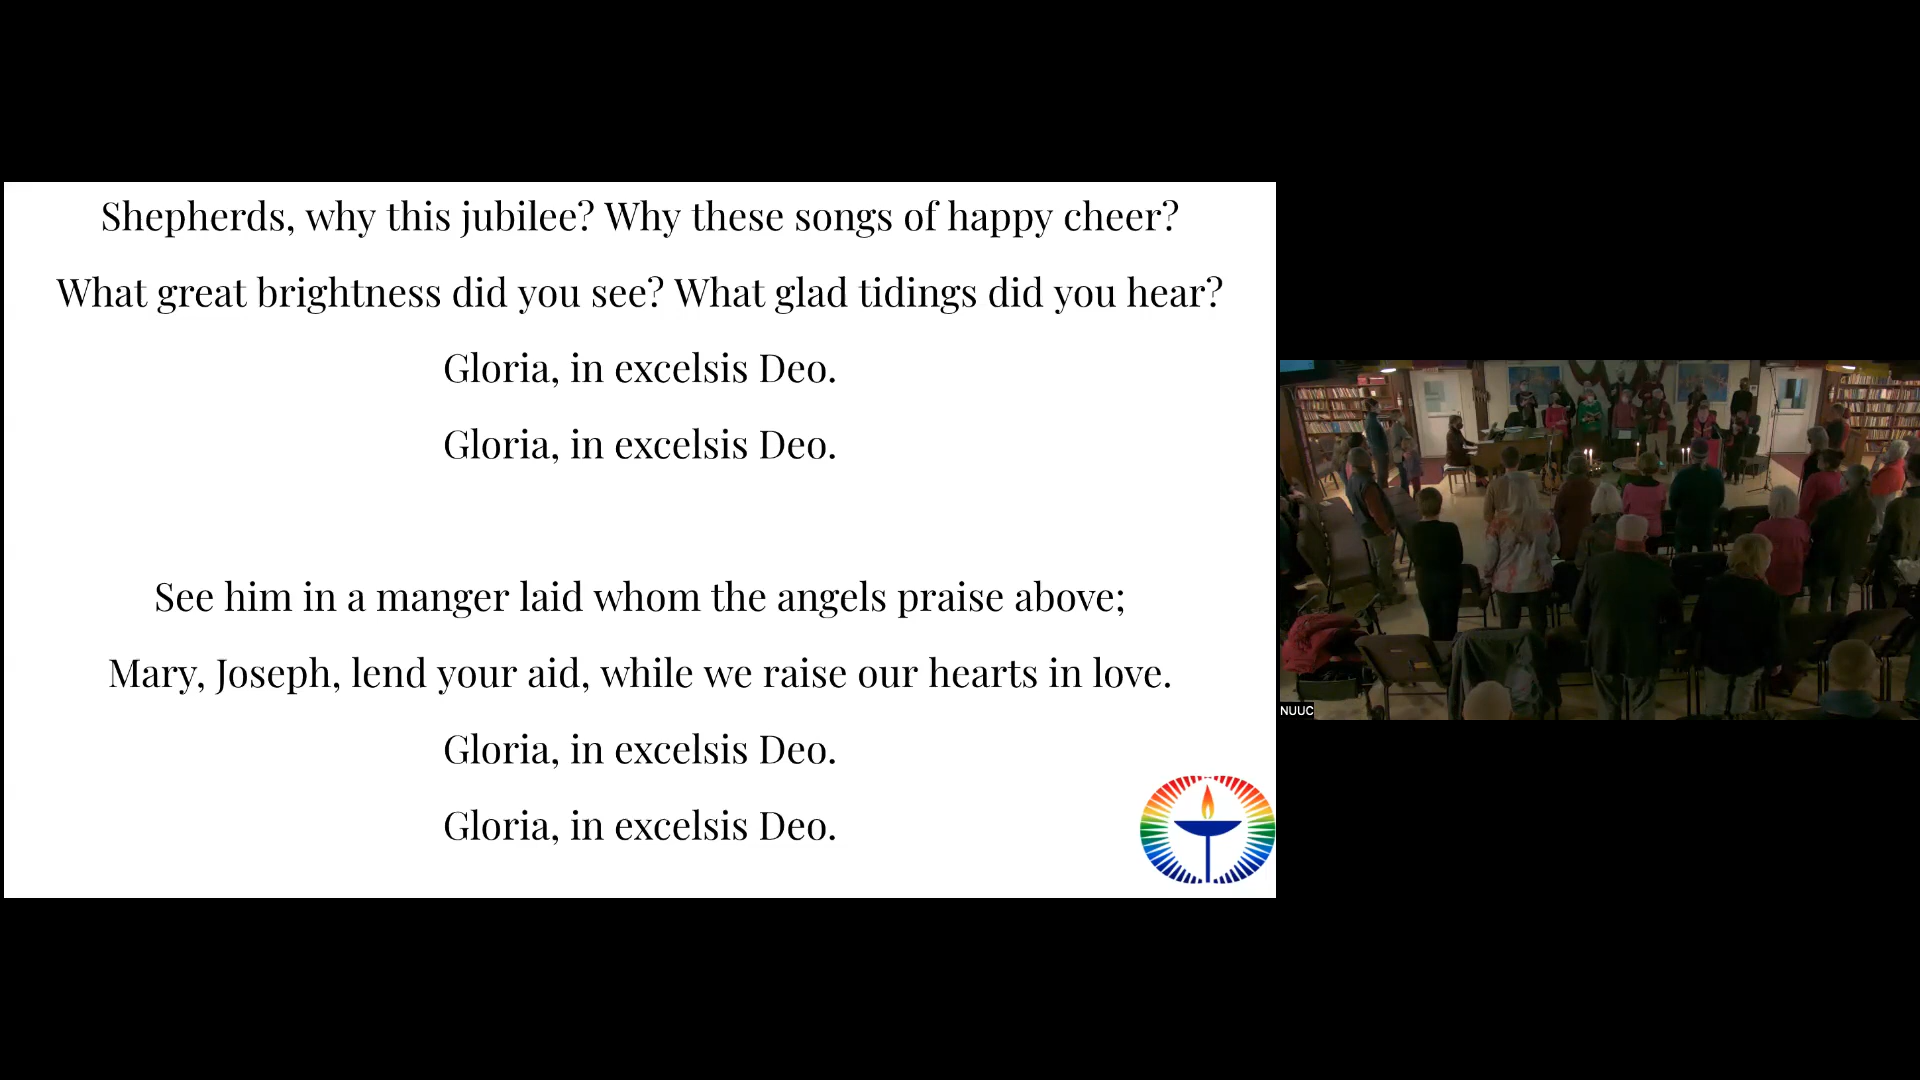 Shepherds, why this jubilee? Why these songs of happy cheer?
What great brightness did you see? What glad tidings did you hear?
Gloria, in excelsis Deo.
Gloria, in excelsis Deo.
See him in a manger laid whom the angels praise above;
Mary, Joseph, lend your aid, while we raise our hearts in love.
Gloria, in excelsis Deo.
Gloria, in excelsis Deo.
NUUC